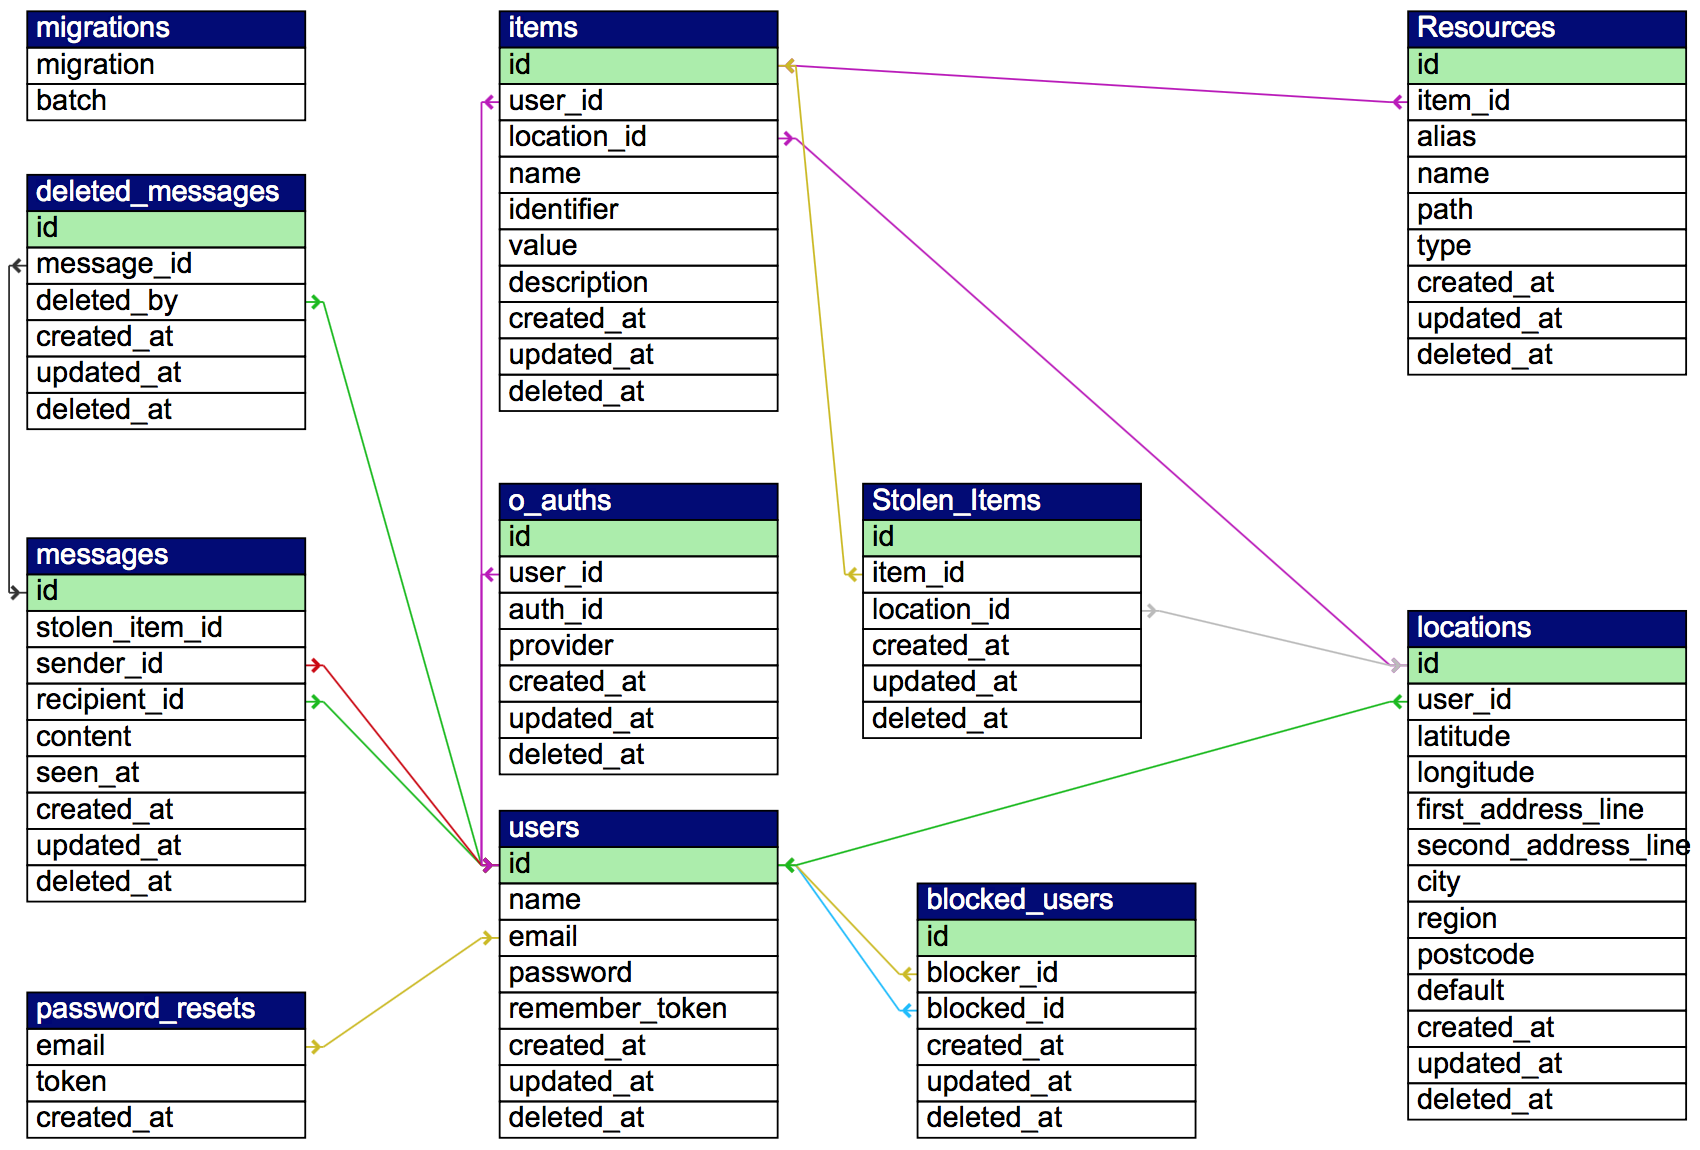 migrations
migration
batch
deleted_messages
id
message_id
deleted_by
created_at
updated_at
deleted_at
messages
id
stolen_item_id
sender_id
recipient_id
content
seen_at
created_at
updated_at
deleted_at
password_resets
email
token
created_at
items
id
user_id
location_id
name
identifier
value
description
created_at
updated_at
deleted_at
o_auths
id
user_id
auth_id
provider
created_at
updated_at
deleted_at
users
id
name
email
password
remember_token
created_at
updated_at
deleted_at
Stolen_Items
id
item_id
location_id
created_at
updated_at
deleted_at
blocked_users
id
blocker_id
blocked_id
created_at
updated_at
deleted_at
Resources
id
item_id
alias
name
path
type
created_at
updated_at
deleted_at
locations
id
user_id
latitude
longitude
first_address_line
second_address_line
city
region
postcode
default
created_at
updated_at
deleted_at